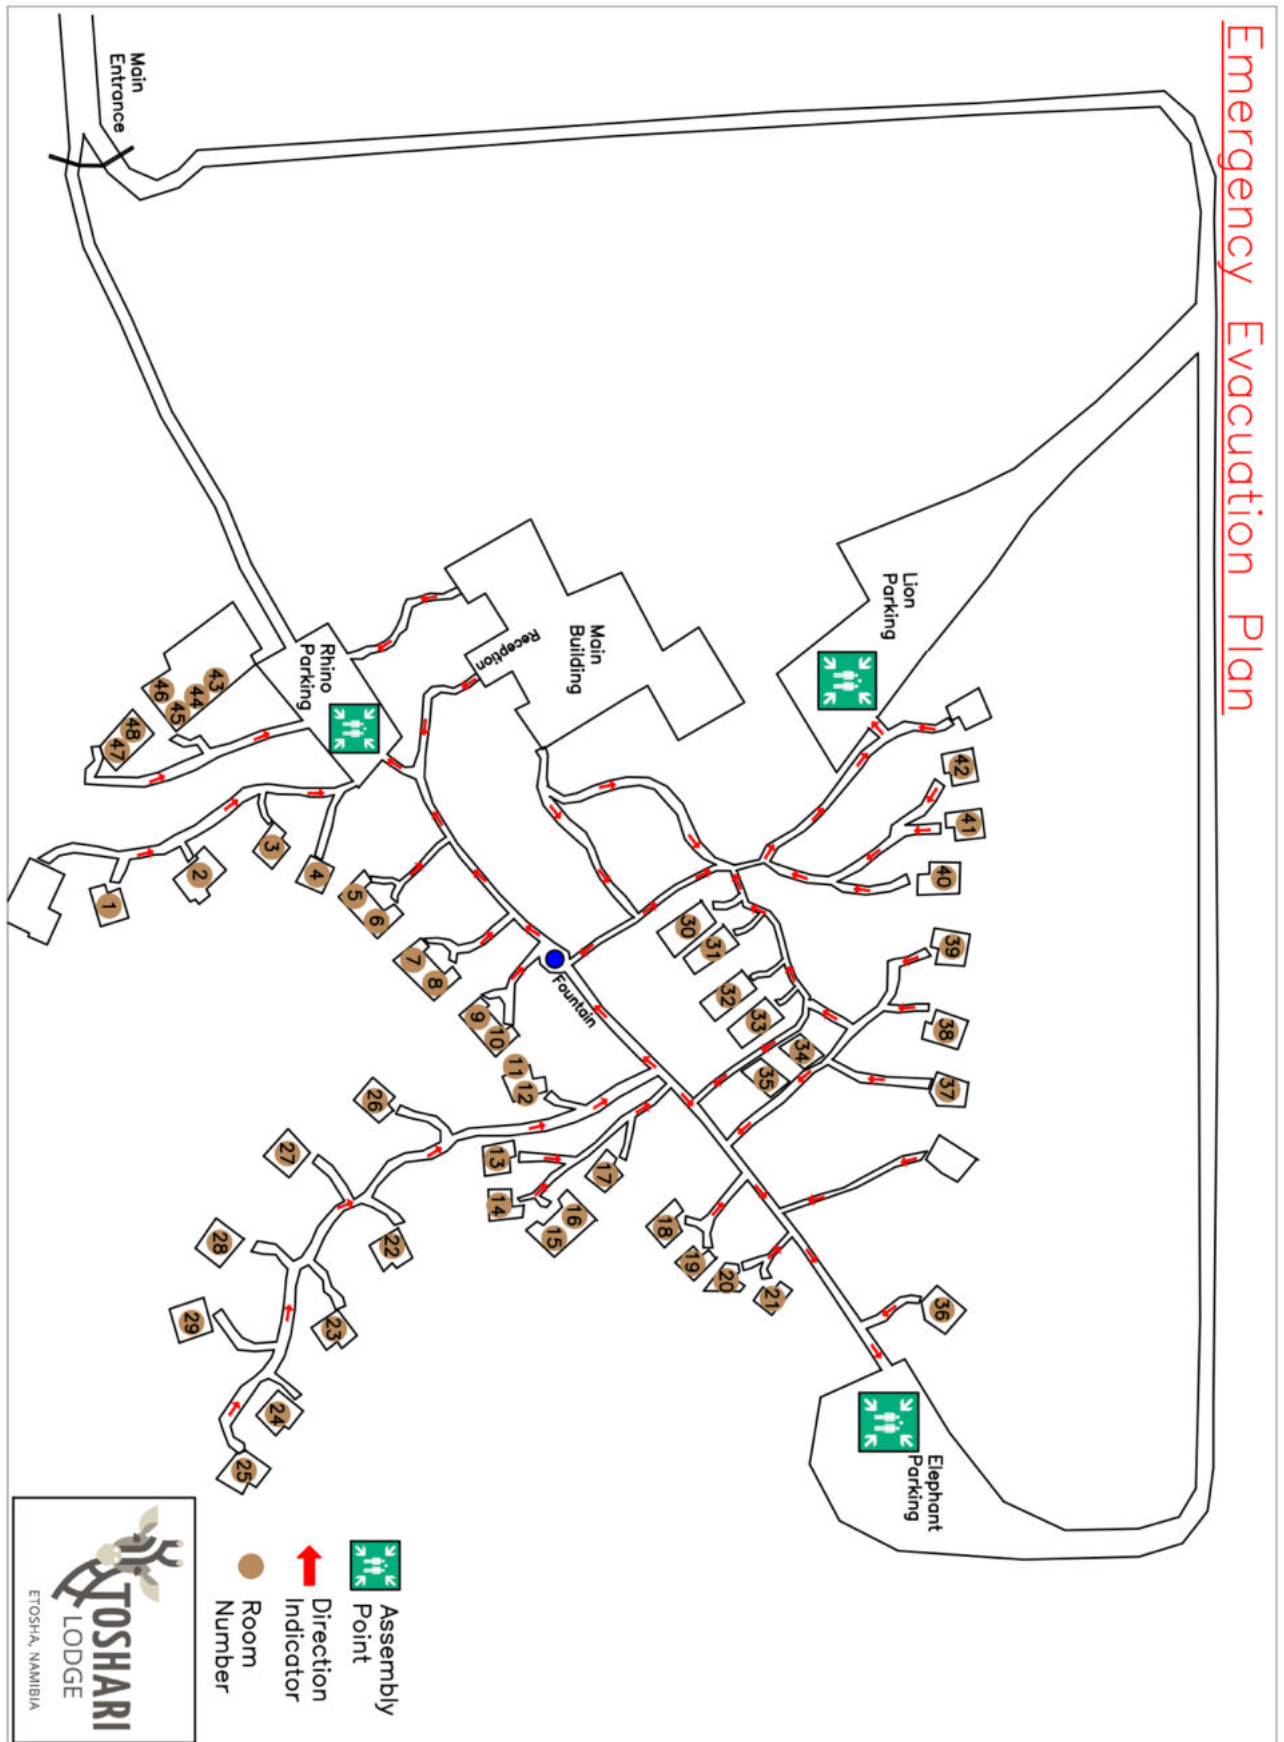 Emergency Evacuation Plan
Main
Entrance
Lion
Parking
Main
Building
Reception
Rhino
Parking
Fountain
Elephant
Parking
42
41
40
39
38
37
36
30
31
32
33
34
35
43
44
45
46
48
47
1
2
3
4
5
6
7
8
9
10
11
12
13
14
15
16
17
18
19
20
21
22
23
24
25
26
27
28
29
Assembly
Point
Direction
Indicator
Room
Number
TOSHARI
LODGE
ETOSHA, NAMIBIA